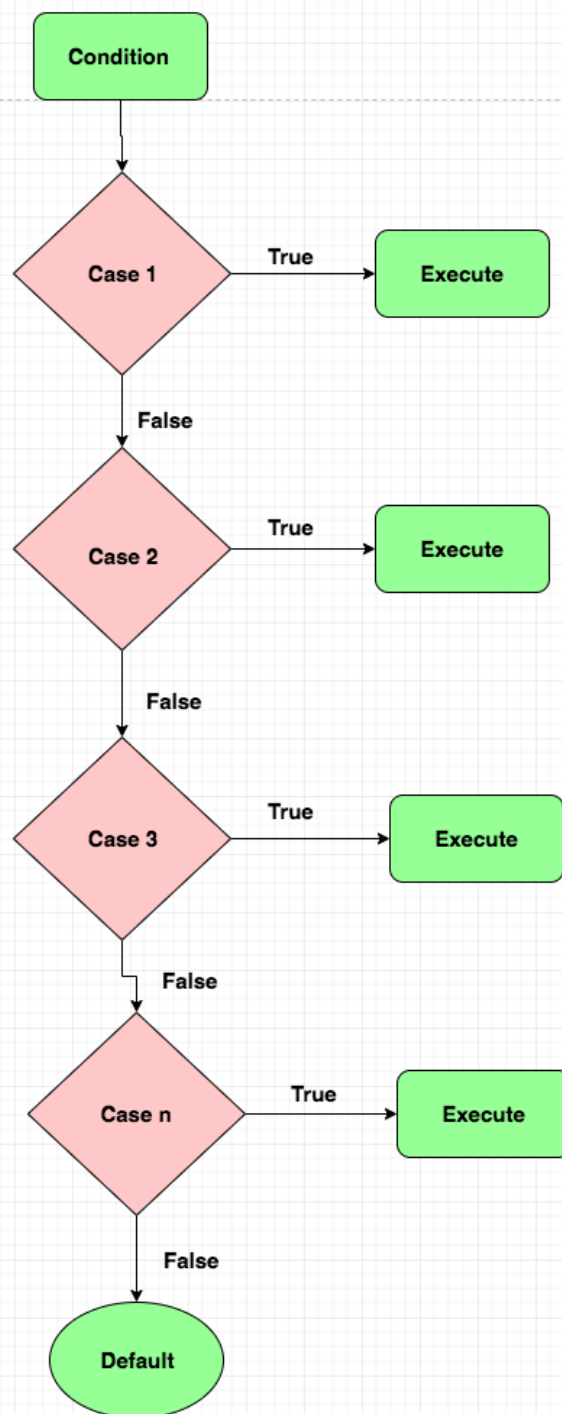 Condition
Case 1
True
Execute
False
Case 2
True
Execute
False
Case 3
True
Execute
False
Case n
True
Execute
False
Default